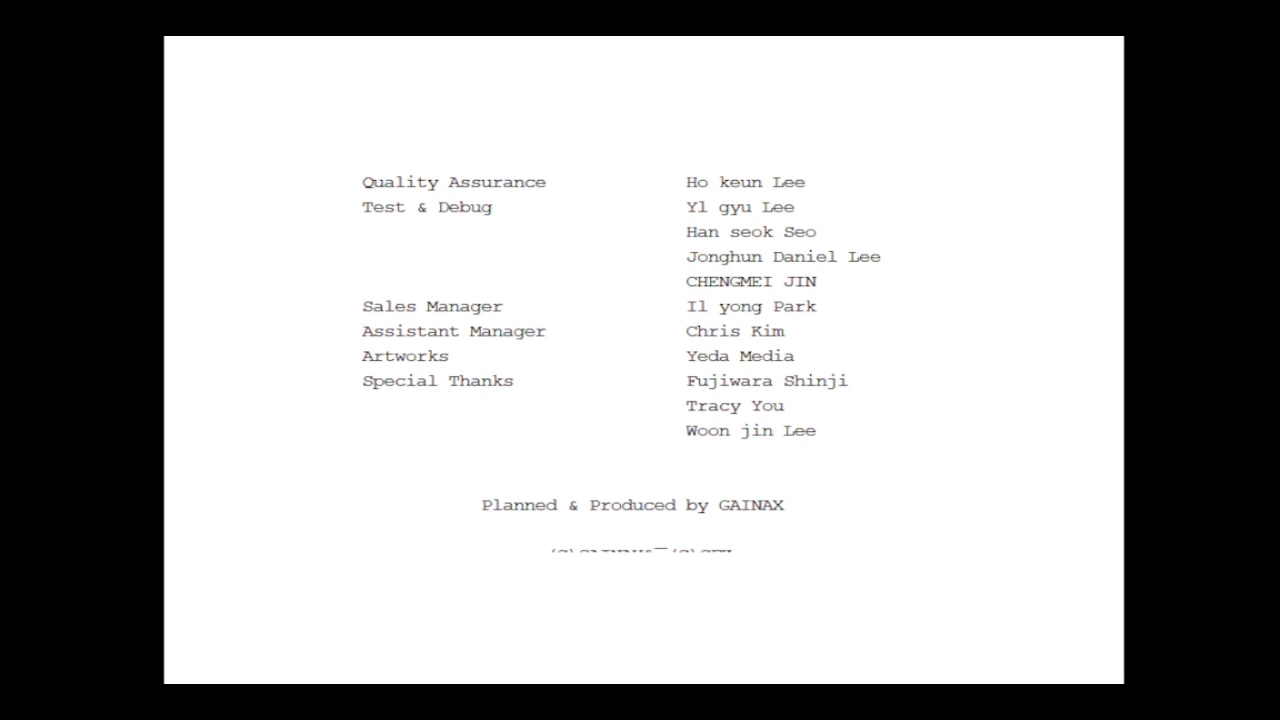 Quality Assurance Ho keun Lee
Test & Debug Yl gyu Lee
Han seok Seo
Jonghun Daniel Lee
CHENGMEI JIN
Sales Manager Il yong Park
Assistant Manager Chris Kim
Artworks Yeda Media
Special Thanks Fujiwara Shinji
Tracy You
Woon jin Lee
Planned & Produced by GAINAX